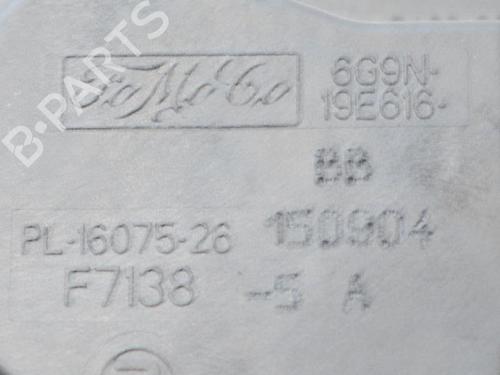 B-PARTS
FoMoCo
6G9N-
19E616-
BB
PL-16075-26
150904
F7138
-5 A